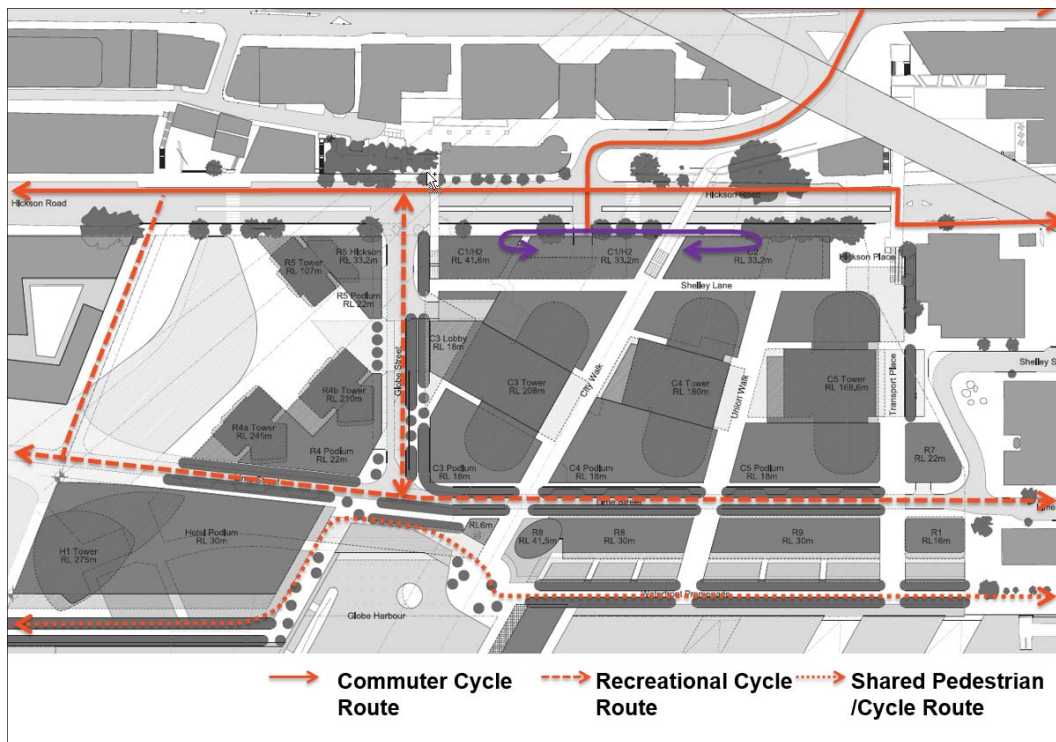 Hickson Road
Hickson Road
R5 Tower
RL 107m
R5 Hickson
RL 33.2m
R5 Podium
RL 22m
C1/H2
RL 41.6m
C1/H2
RL 33.2m
C2
RL 33.2m
Hickson Place
Shelley Lane
C3 Lobby
RL 18m
Globe Street
R4b Tower
RL 210m
R4a Tower
RL 245m
R4 Podium
RL 22m
C3 Tower
RL 208m
City Walk
C4 Tower
RL 180m
Union Walk
C5 Tower
RL 168.6m
Transport Place
Shelley S
C3 Podium
RL 18m
C4 Podium
RL 18m
C5 Podium
RL 18m
R7
RL 22m
Lime Street
Hotel Podium
RL 30m
H1 Tower
RL 275m
RL6m
R8
RL 41.5m
R8
RL 30m
R9
RL 30m
R1
RL16m
Waterfront Promenade
Globe Harbour
Commuter Cycle
Route
Recreational Cycle
Route
Shared Pedestrian
/Cycle Route